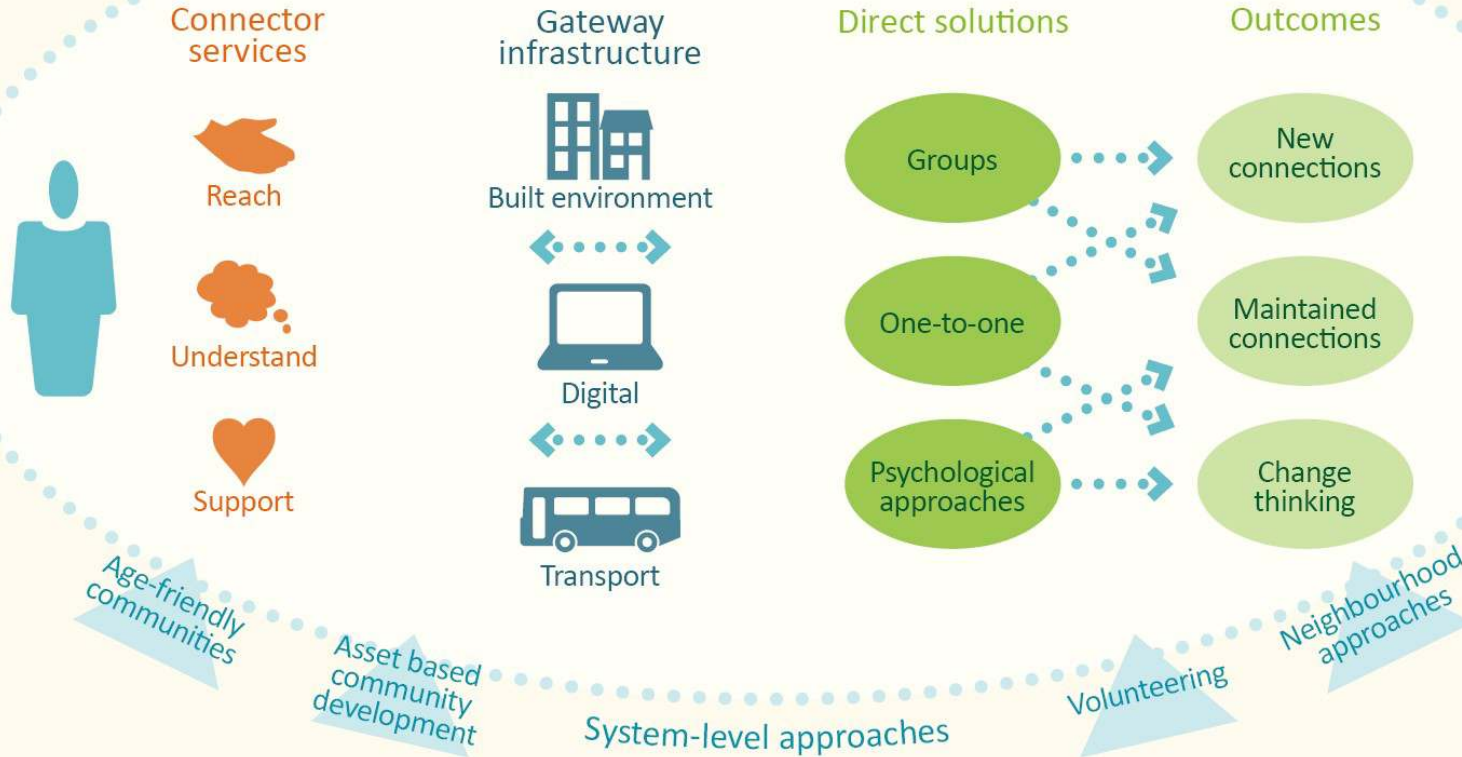 Connector
services
Reach
Understand
Support
Gateway
infrastructure
Built environment
Digital
Transport
Direct solutions
Groups
One-to-one
Psychological
approaches
Outcomes
New
connections
Maintained
connections
Change
thinking
Age-friendly
communities
Asset based
community
development
System-level approaches
Volunteering
Neighbourhood
approaches